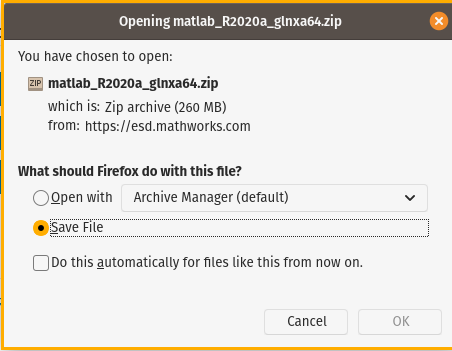 Opening matlab_R2020a_glnxa64.zip
You have chosen to open:
ZIP matlab_R2020a_glnxa64.zip
which is: Zip archive (260 MB)
from: https://esd.mathworks.com
What should Firefox do with this file?
Open with Archive Manager (default)
Save File
Do this automatically for files like this from now on.
Cancel OK